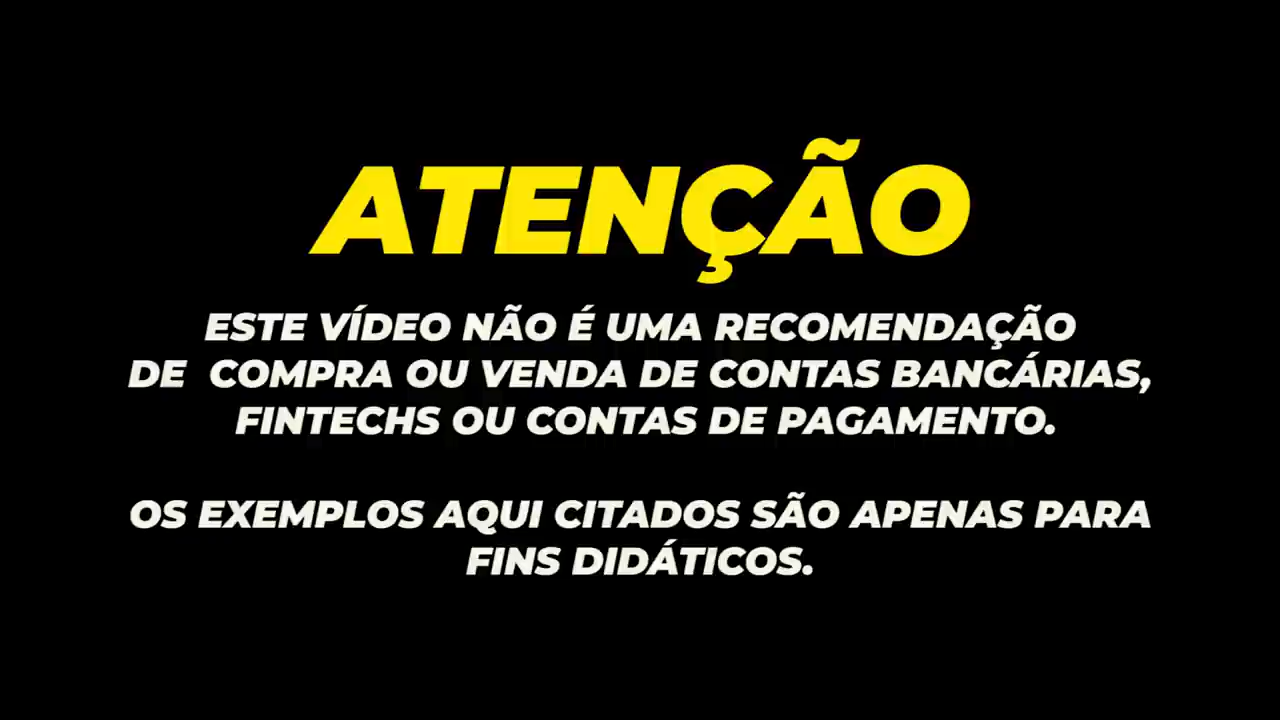 ATENÇÃO
ESTE VÍDEO NÃO É UMA RECOMENDAÇÃO
DE COMPRA OU VENDA DE CONTAS BANCÁRIAS,
FINTECHS OU CONTAS DE PAGAMENTO.
OS EXEMPLOS AQUI CITADOS SÃO APENAS PARA
FINS DIDÁTICOS.